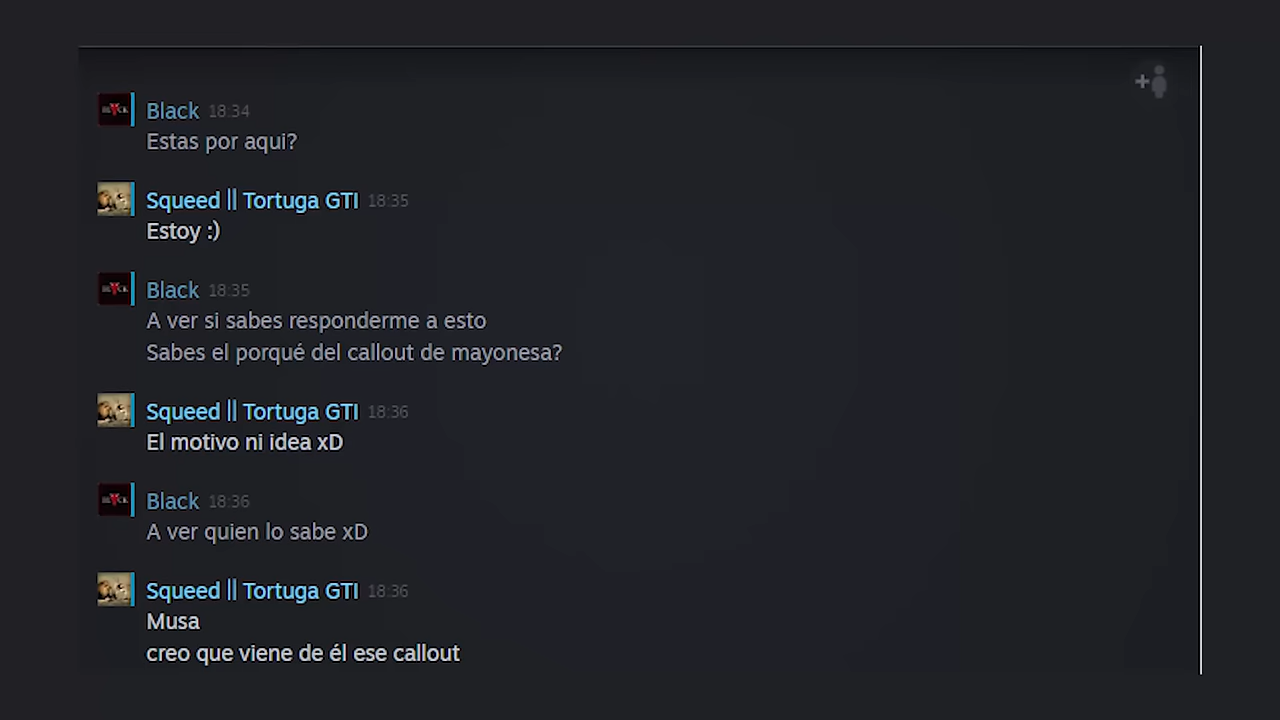 Black 18:34
Estas por aqui?
Squeed || Tortuga GTI 18:35
Estoy :)
Black 18:35
A ver si sabes responderme a esto
Sabes el porqué del callout de mayonesa?
Squeed || Tortuga GTI 18:36
El motivo ni idea xD
Black 18:36
A ver quien lo sabe xD
Squeed || Tortuga GTI 18:36
Musa
creo que viene de él ese callout